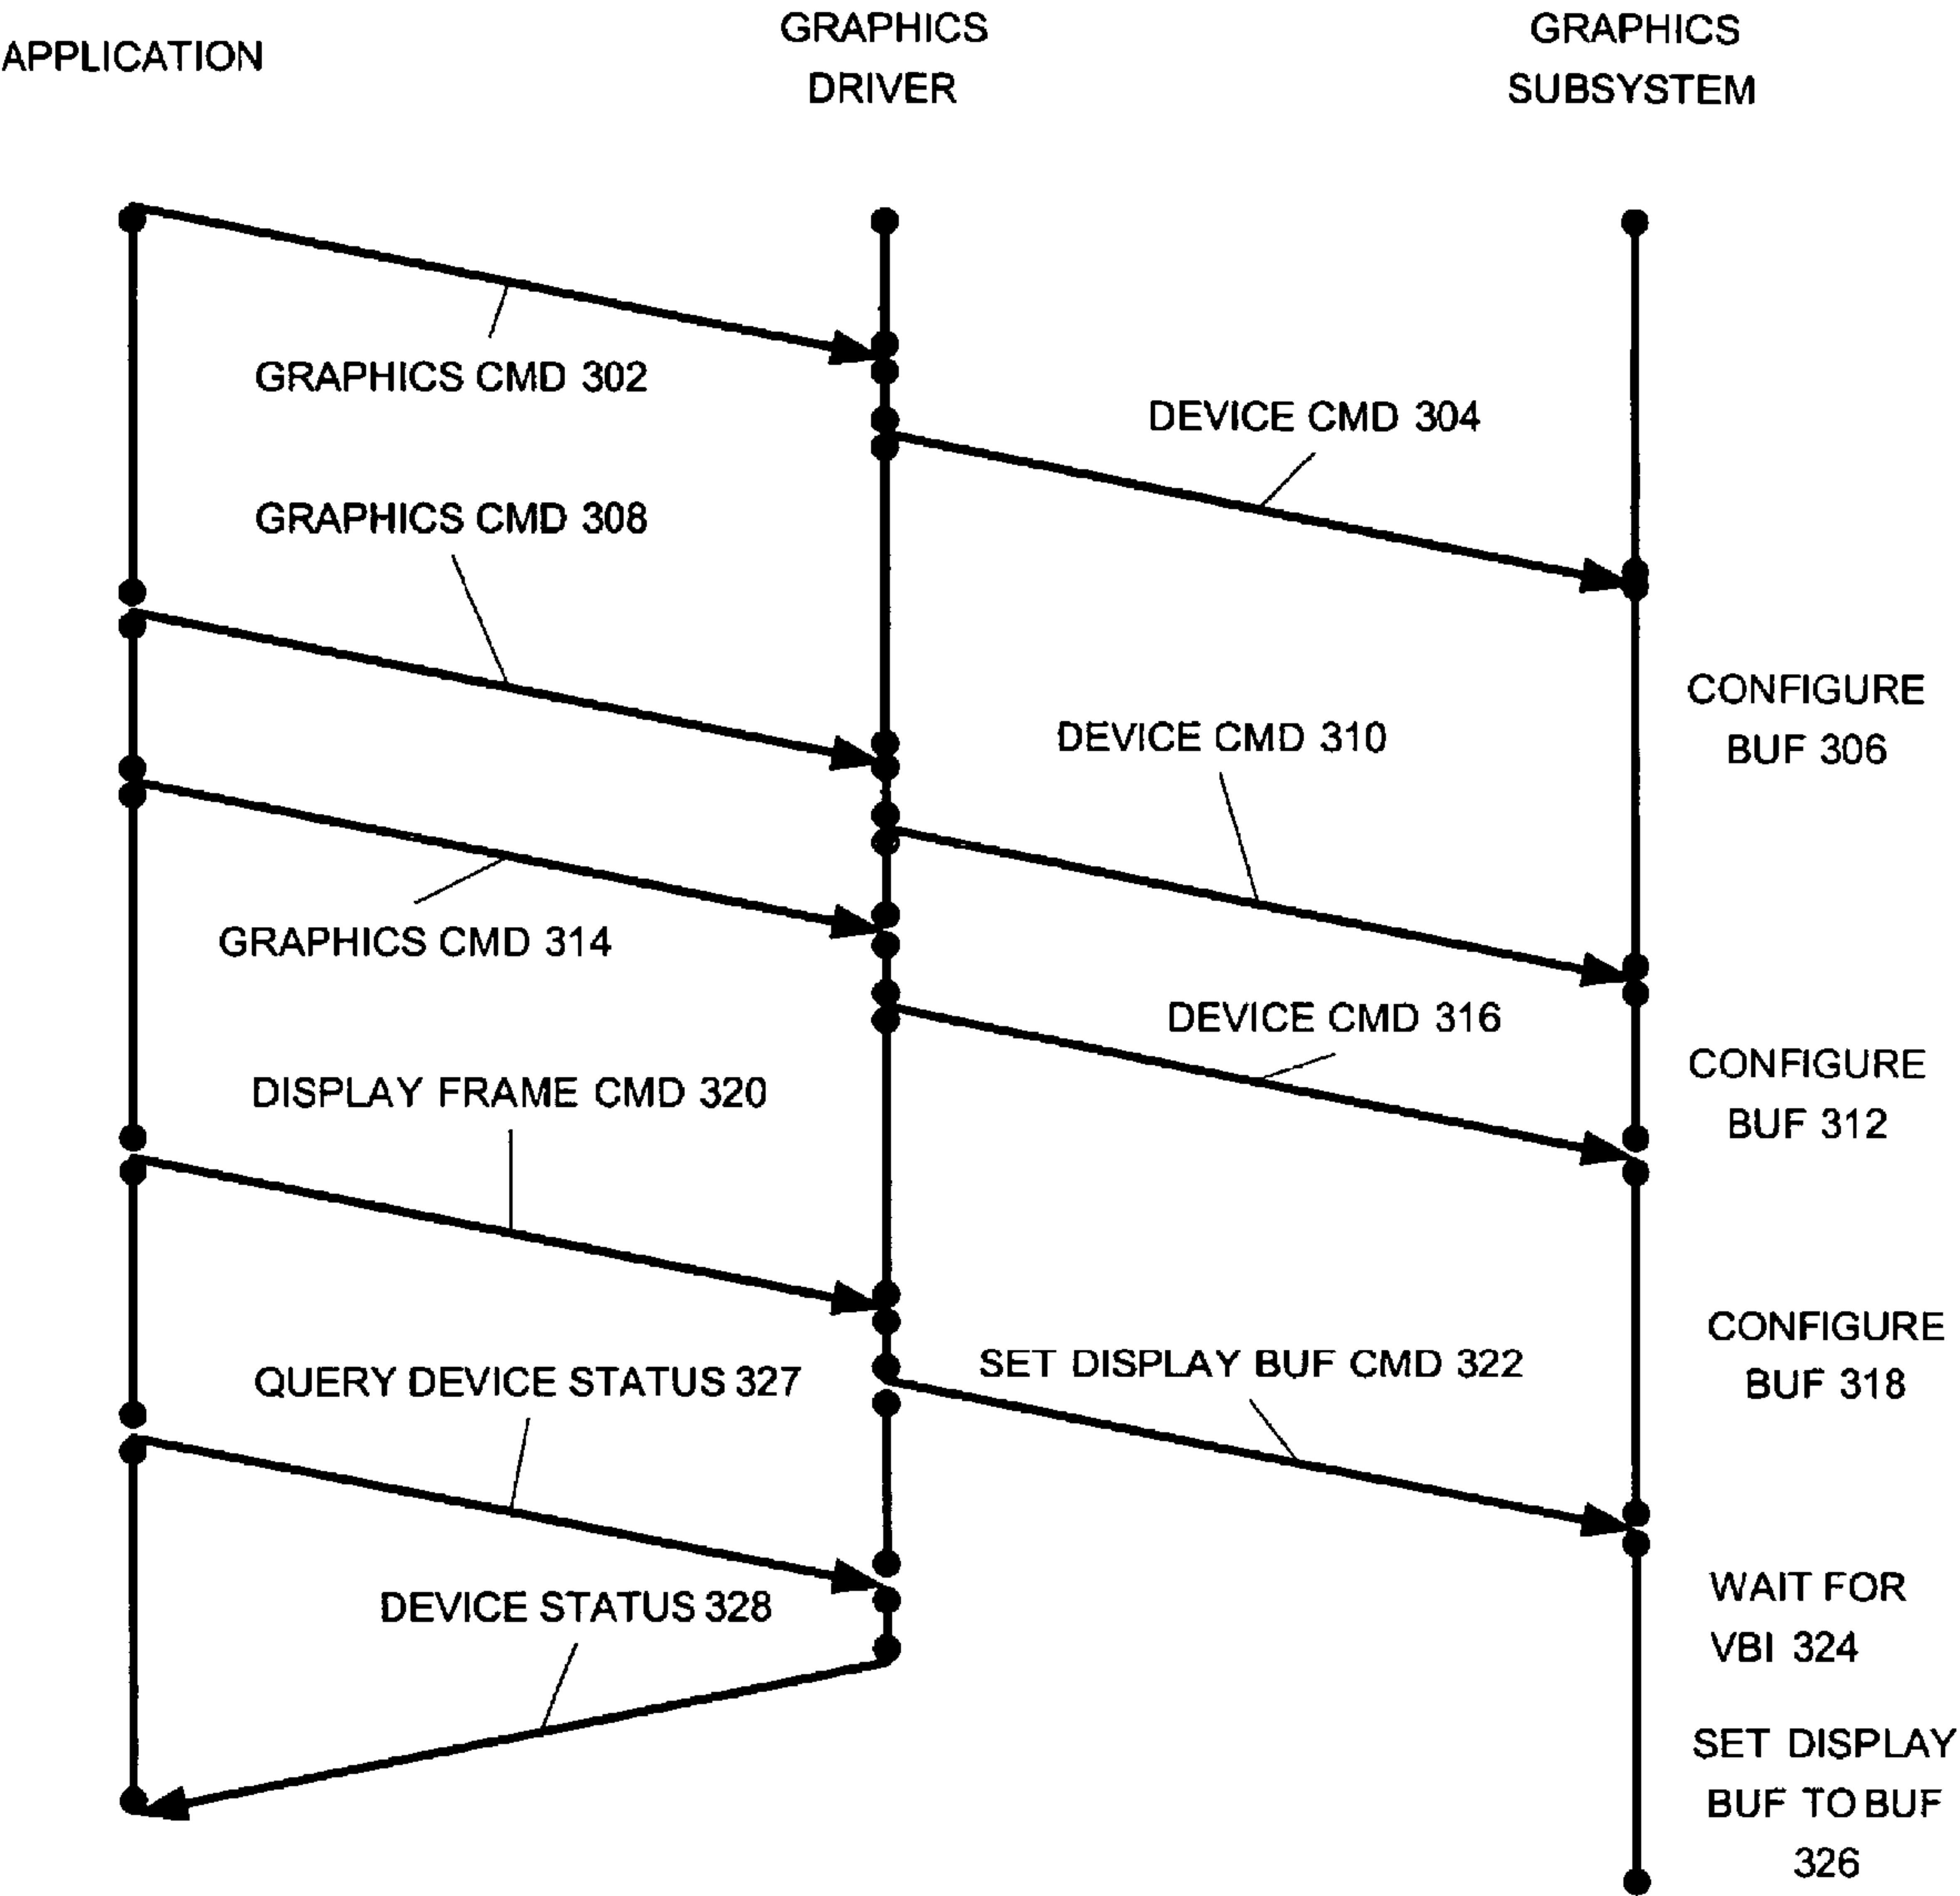 APPLICATION
GRAPHICS
DRIVER
GRAPHICS
SUBSYSTEM
GRAPHICS CMD 302
DEVICE CMD 304
GRAPHICS CMD 308
CONFIGURE
BUF 306
DEVICE CMD 310
GRAPHICS CMD 314
DEVICE CMD 316
CONFIGURE
BUF 312
DISPLAY FRAME CMD 320
CONFIGURE
BUF 318
SET DISPLAY BUF CMD 322
QUERY DEVICE STATUS 327
WAIT FOR
VBI 324
DEVICE STATUS 328
SET DISPLAY
BUF TO BUF
326